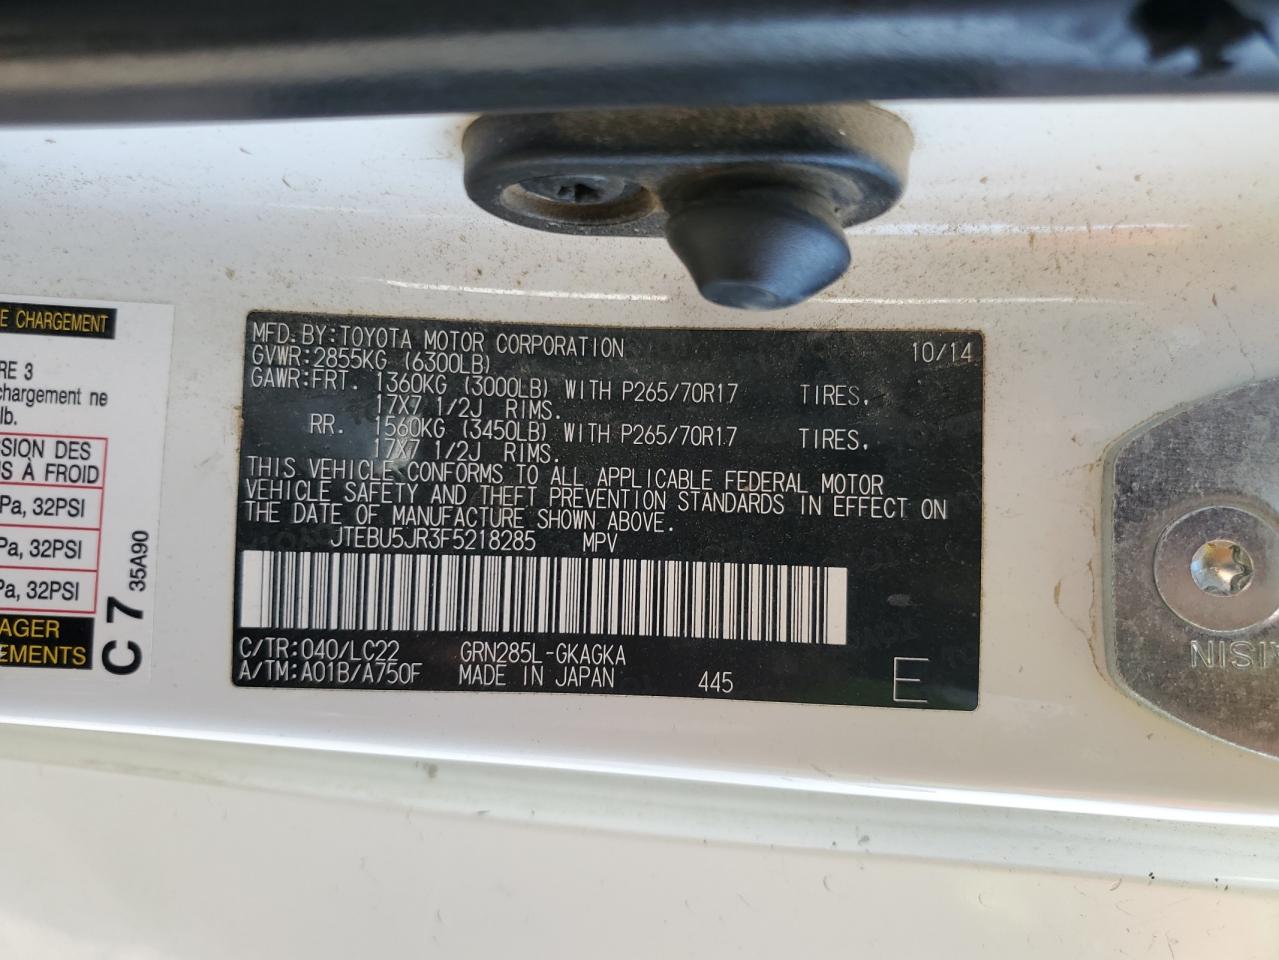 E CHARGEMENT
RE 3
chargement ne
lb.
SION DES
S À FROID
Pa, 32PSI
Pa, 32PSI
Pa, 32PSI
AGER
EMENTS
C 7 35A90
MFD. BY:TOYOTA MOTOR CORPORATION 10/14
GVWR:2855KG (6300LB)
GAWR:FRT. 1360KG (3000LB) WITH P265/70R17 TIRES.
17X7 1/2J RIMS.
RR. 1560KG (3450LB) WITH P265/70R17 TIRES.
17X7 1/2J RIMS.
THIS VEHICLE CONFORMS TO ALL APPLICABLE FEDERAL MOTOR
VEHICLE SAFETY AND THEFT PREVENTION STANDARDS IN EFFECT ON
THE DATE OF MANUFACTURE SHOWN ABOVE.
JTEBU5JR3F5218285 MPV
C/TR:040/LC22 GRN285L-GKAGKA
A/TM:A01B/A750F MADE IN JAPAN 445 E
NISI